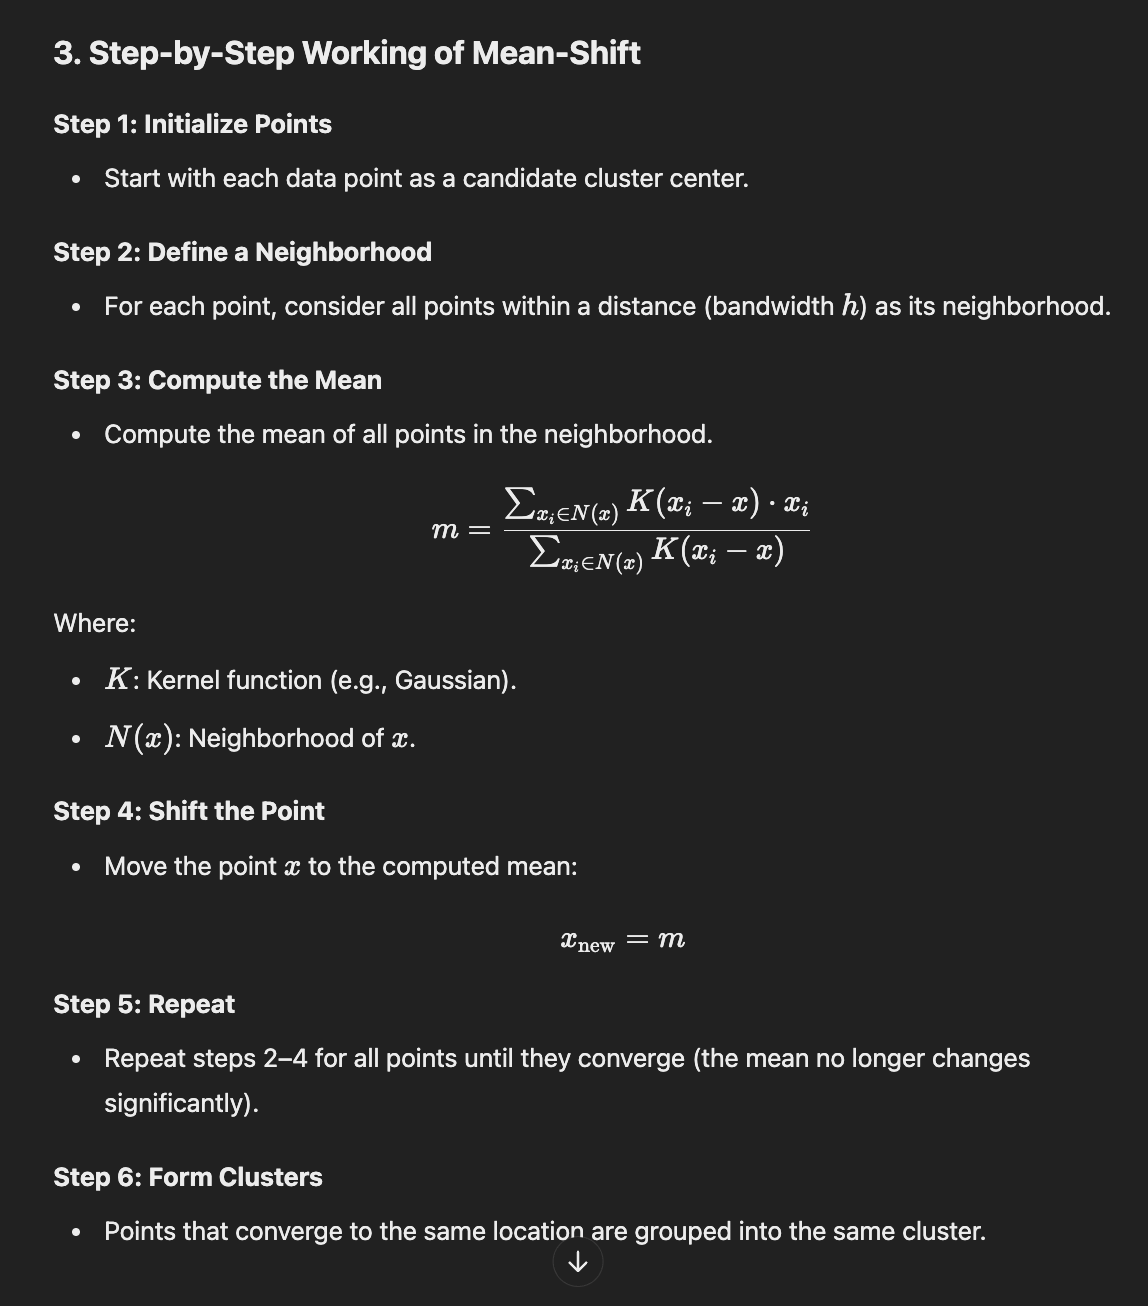 3. Step-by-Step Working of Mean-Shift
Step 1: Initialize Points
• Start with each data point as a candidate cluster center.
Step 2: Define a Neighborhood
• For each point, consider all points within a distance (bandwidth h) as its neighborhood.
Step 3: Compute the Mean
• Compute the mean of all points in the neighborhood.
m = \frac{\sum_{x_i \in N(x)} K(x_i - x) \cdot x_i}{\sum_{x_i \in N(x)} K(x_i - x)}
Where:
• K: Kernel function (e.g., Gaussian).
• N(x): Neighborhood of x.
Step 4: Shift the Point
• Move the point x to the computed mean:
x_{new} = m
Step 5: Repeat
• Repeat steps 2–4 for all points until they converge (the mean no longer changes
significantly).
Step 6: Form Clusters
• Points that converge to the same location are grouped into the same cluster.